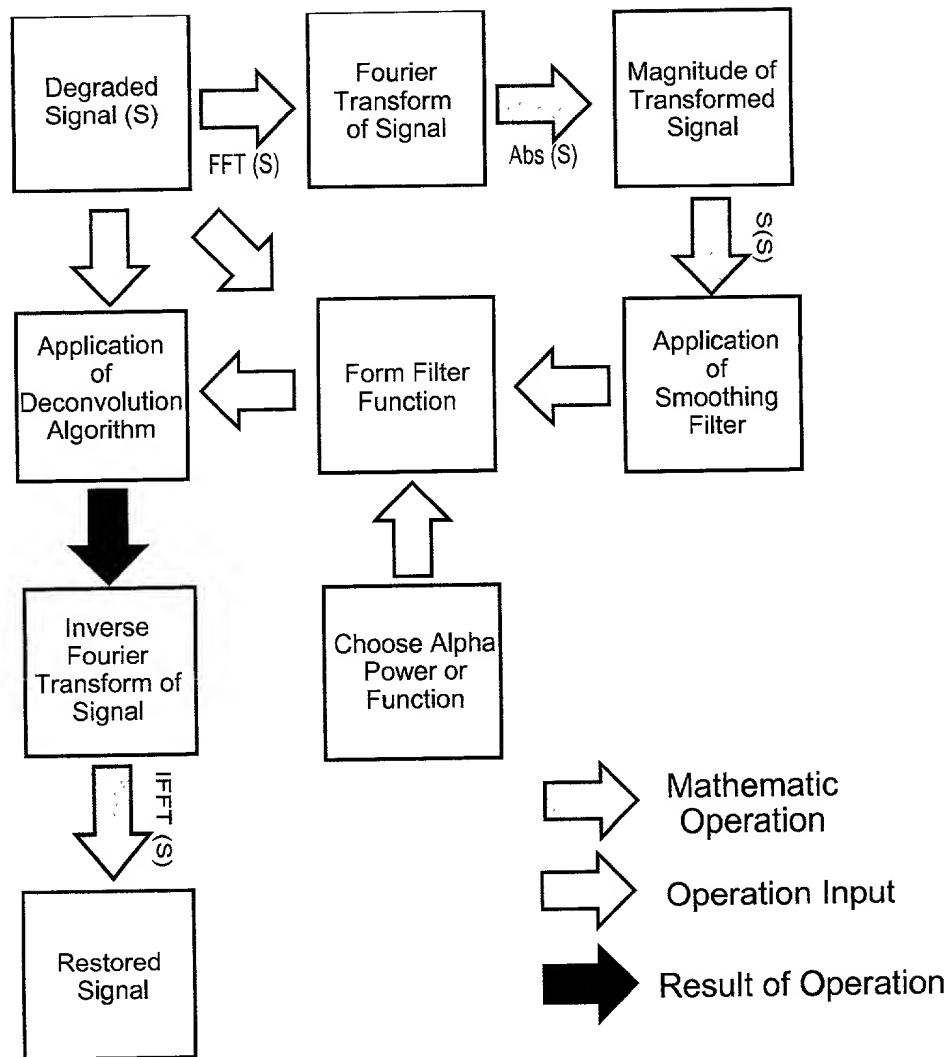 Degraded
Signal (S)
FFT (S)
Fourier
Transform
of Signal
Abs (S)
Magnitude of
Transformed
Signal
S(S)
Application
of
Deconvolution
Algorithm
Form Filter
Function
Application
of
Smoothing
Filter
Inverse
Fourier
Transform of
Signal
Choose Alpha
Power or
Function
IFFT (S)
Restored
Signal
Mathematic
Operation
Operation Input
Result of Operation